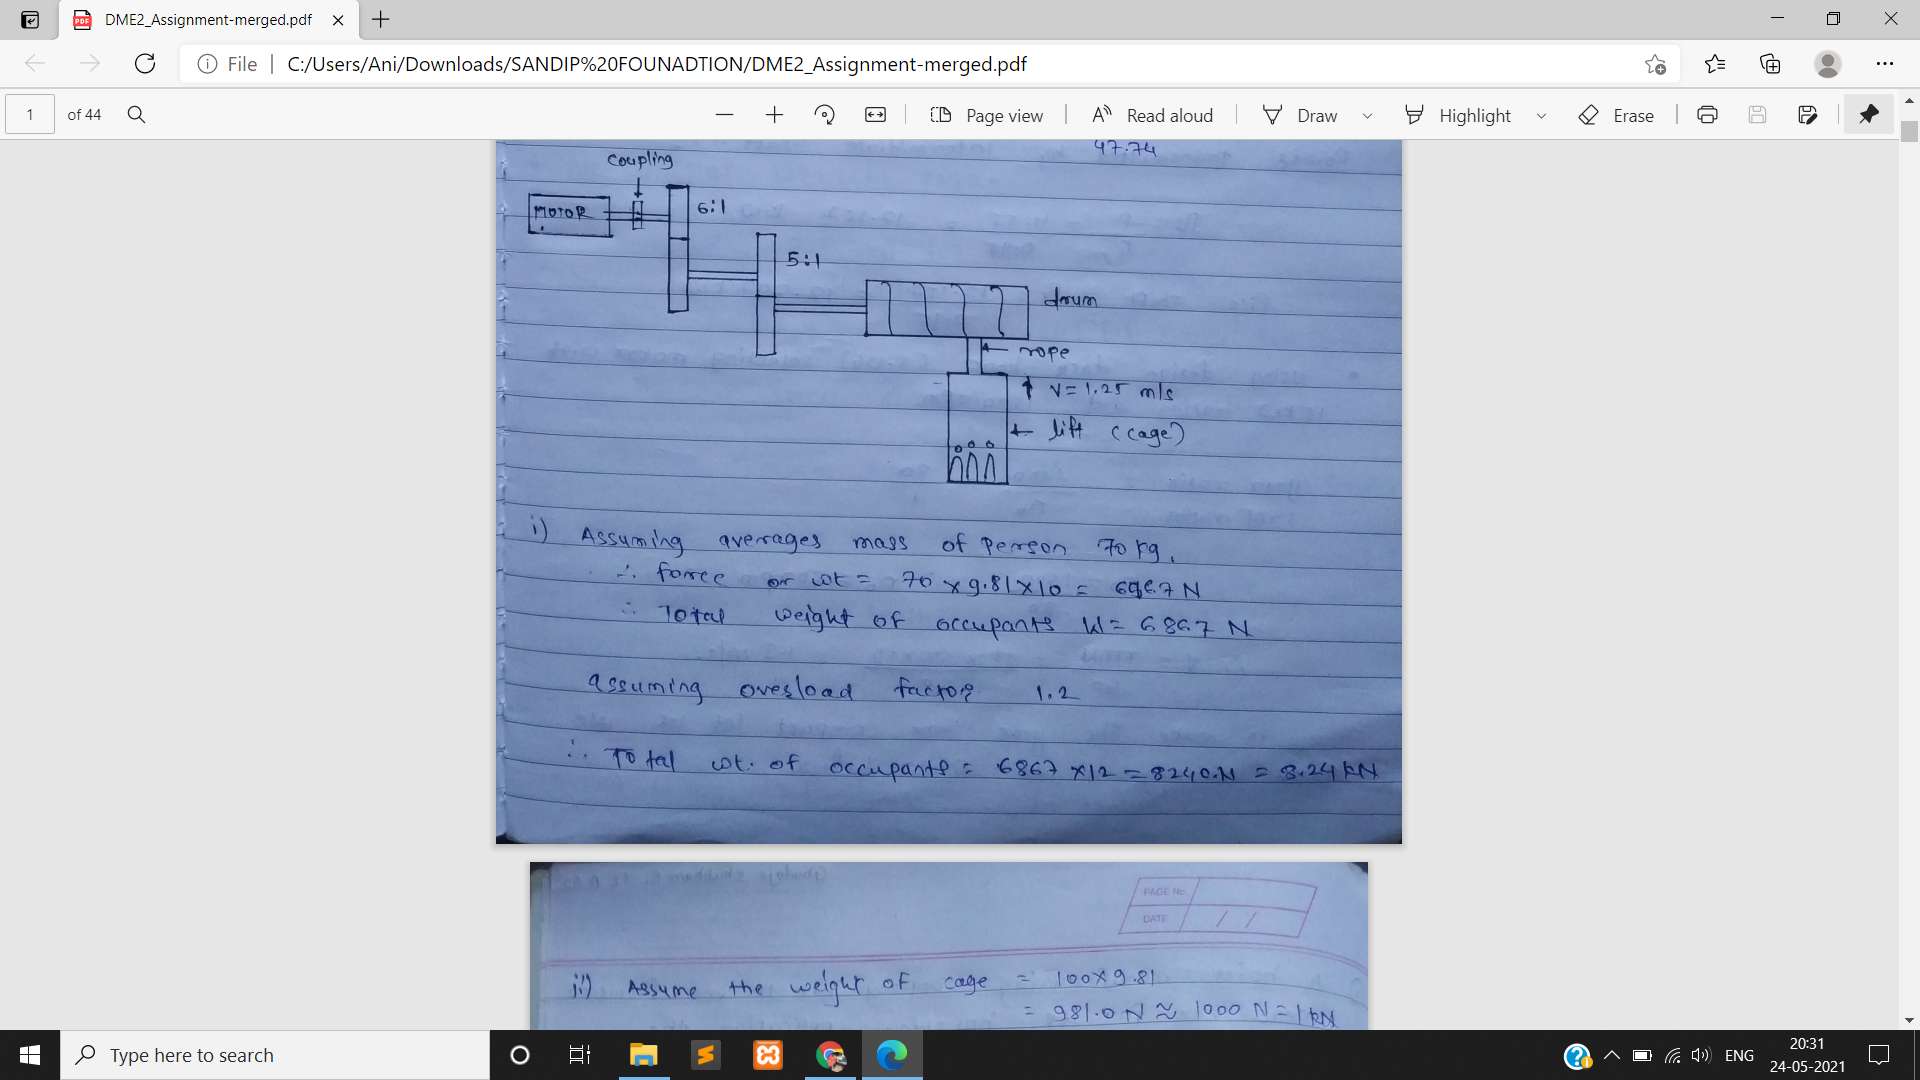 DME2_Assignment-merged.pdf
File
C:/Users/Ani/Downloads/SANDIP%20FOUNADTION/DME2_Assignment-merged.pdf
1 of 44
Page view
Read aloud
Draw
Highlight
Erase
47.74
coupling
MOTOR
6:1
5:1
drum
rope
V = 1.25 m/s
lift (cage)
i) Assuming averages mass of person 70 kg.
∴ force or wt = 70 × 9.81 × 10 = 6867 N
∴ Total weight of occupants W = 6867 N
assuming overload factor 1.2
∴ Total wt. of occupants = 6867 × 12 = 8240.N = 8.24 kN
PAGE No.
DATE / /
ii) Assume the weight of cage = 100 × 9.81
= 981.0 N ≈ 1000 N = 1 kN
Type here to search
ENG
20:31
24-05-2021